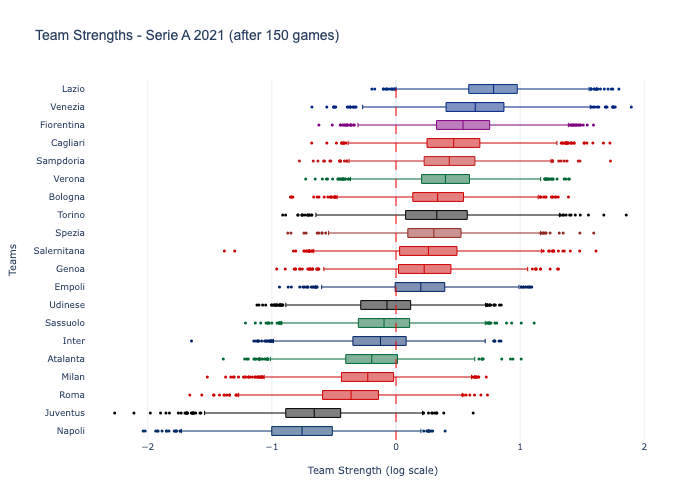 Team Strengths - Serie A 2021 (after 150 games)
Lazio
Venezia
Fiorentina
Cagliari
Sampdoria
Verona
Bologna
Torino
Spezia
Salernitana
Genoa
Empoli
Udinese
Sassuolo
Inter
Atalanta
Milan
Roma
Juventus
Napoli
Teams
−2
−1
0
1
2
Team Strength (log scale)